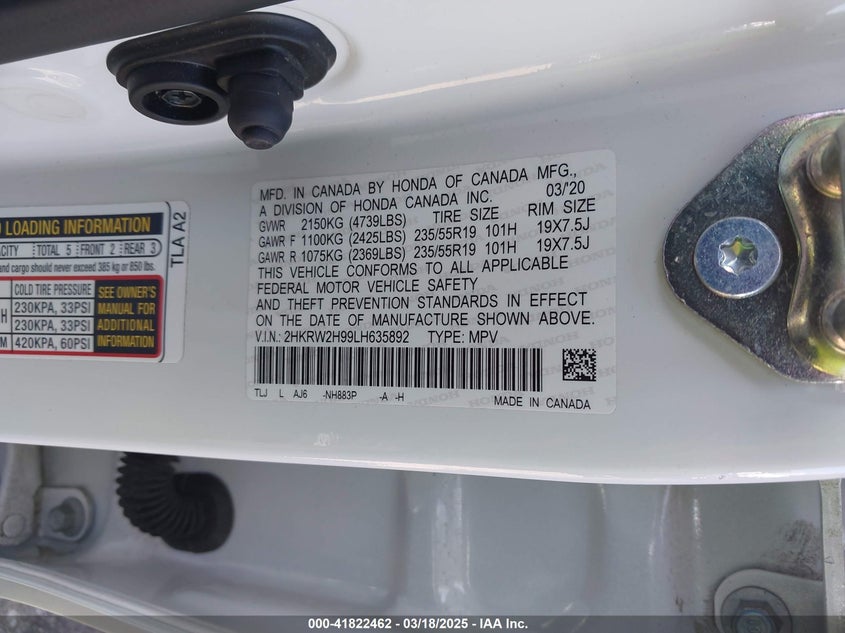 LOADING INFORMATION
TOTAL 5 FRONT 2 REAR 3
and cargo should never exceed 385 kg or 850 lbs.
COLD TIRE PRESSURE
230KPA, 33PSI
230KPA, 33PSI
420KPA, 60PSI
SEE OWNER'S
MANUAL FOR
ADDITIONAL
INFORMATION
TLA A2
MFD. IN CANADA BY HONDA OF CANADA MFG.,
A DIVISION OF HONDA CANADA INC. 03/'20
GVWR 2150KG (4739LBS) TIRE SIZE RIM SIZE
GAWR F 1100KG (2425LBS) 235/55R19 101H 19X7.5J
GAWR R 1075KG (2369LBS) 235/55R19 101H 19X7.5J
THIS VEHICLE CONFORMS TO ALL APPLICABLE
FEDERAL MOTOR VEHICLE SAFETY
AND THEFT PREVENTION STANDARDS IN EFFECT
ON THE DATE OF MANUFACTURE SHOWN ABOVE.
V.I.N.: 2HKRW2H99LH635892 TYPE: MPV
TLJ L AJ6 -NH883P -A -H
MADE IN CANADA
000-41822462 — 03/18/2025 — IAA Inc.